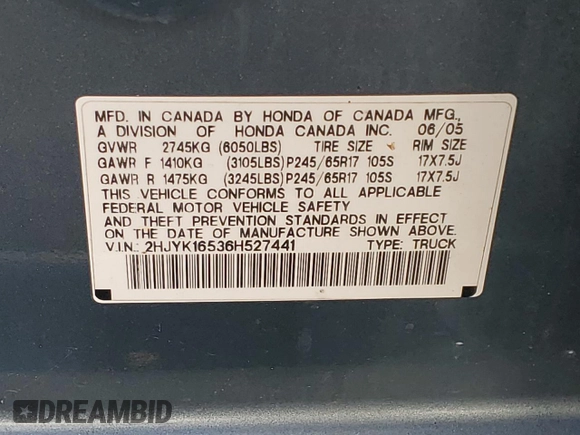 MFD. IN CANADA BY HONDA OF CANADA MFG.,
A DIVISION OF HONDA CANADA INC. 06/05
GVWR 2745KG (6050LBS) TIRE SIZE RIM SIZE
GAWR F 1410KG (3105LBS) P245/65R17 105S 17X7.5J
GAWR R 1475KG (3245LBS) P245/65R17 105S 17X7.5J
THIS VEHICLE CONFORMS TO ALL APPLICABLE
FEDERAL MOTOR VEHICLE SAFETY
AND THEFT PREVENTION STANDARDS IN EFFECT
ON THE DATE OF MANUFACTURE SHOWN ABOVE.
V.I.N.: 2HJYK16536H527441 TYPE: TRUCK
DREAMBID